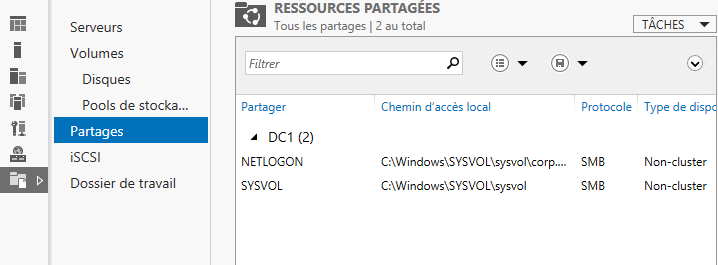 Serveurs
Volumes
Disques
Pools de stocka...
Partages
iSCSI
Dossier de travail
RESSOURCES PARTAGÉES
Tous les partages | 2 au total
TÂCHES
Filtrer
Partager Chemin d'accès local Protocole Type de dispo
DC1 (2)
NETLOGON C:\Windows\SYSVOL\sysvol\corp.... SMB Non-cluster
SYSVOL C:\Windows\SYSVOL\sysvol SMB Non-cluster